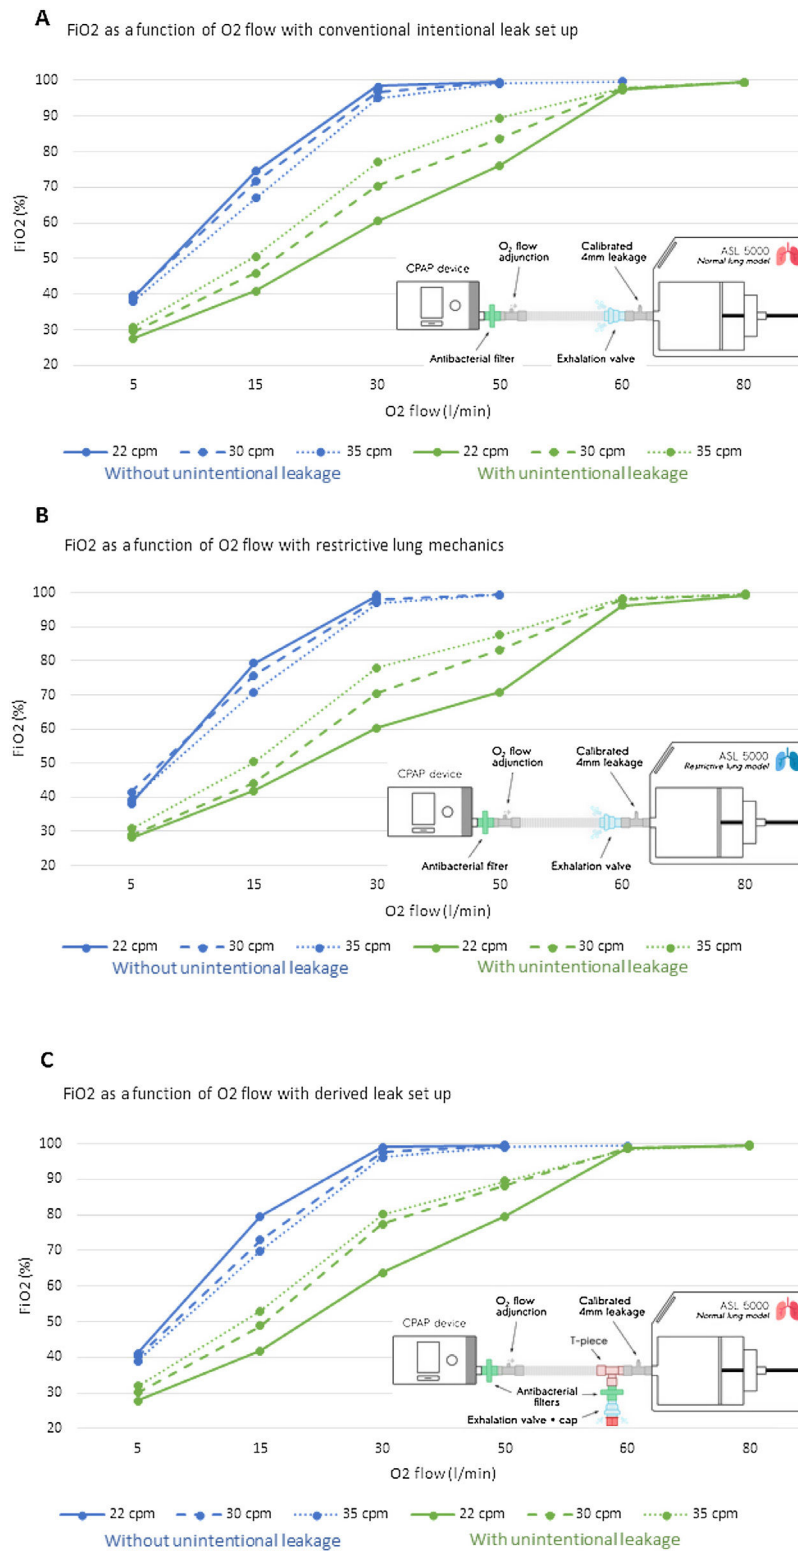 A
FiO2 as a function of O2 flow with conventional intentional leak set up
100
90
80
70
60
50
40
30
20
FiO2 (%)
5 15 30 50 60 80
O2 flow (l/min)
CPAP device
O2 flow
adjunction
Calibrated
4mm leakage
ASL 5000
Normal lung model
Antibacterial filter
Exhalation valve
22 cpm 30 cpm 35 cpm 22 cpm 30 cpm 35 cpm
Without unintentional leakage With unintentional leakage
B
FiO2 as a function of O2 flow with restrictive lung mechanics
100
90
80
70
60
50
40
30
20
FiO2 (%)
5 15 30 50 60 80
O2 flow (l/min)
CPAP device
O2 flow
adjunction
Calibrated
4mm leakage
ASL 5000
Restrictive lung model
Antibacterial filter
Exhalation valve
22 cpm 30 cpm 35 cpm 22 cpm 30 cpm 35 cpm
Without unintentional leakage With unintentional leakage
C
FiO2 as a function of O2 flow with derived leak set up
100
90
80
70
60
50
40
30
20
FiO2 (%)
5 15 30 50 60 80
O2 flow (l/min)
CPAP device
O2 flow
adjunction
Calibrated
4mm leakage
T-piece
ASL 5000
Normal lung model
Antibacterial
filters
Exhalation valve + cap
22 cpm 30 cpm 35 cpm 22 cpm 30 cpm 35 cpm
Without unintentional leakage With unintentional leakage